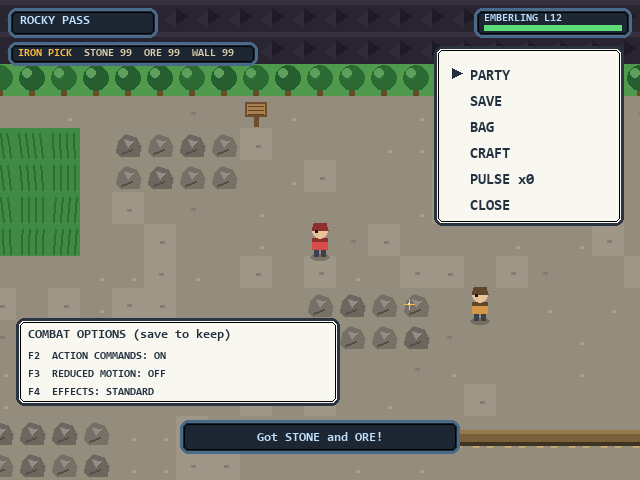 ROCKY PASS
EMBERLING L12
IRON PICK STONE 99 ORE 99 WALL 99
PARTY
SAVE
BAG
CRAFT
PULSE x0
CLOSE
COMBAT OPTIONS (save to keep)
F2 ACTION COMMANDS: ON
F3 REDUCED MOTION: OFF
F4 EFFECTS: STANDARD
Got STONE and ORE!